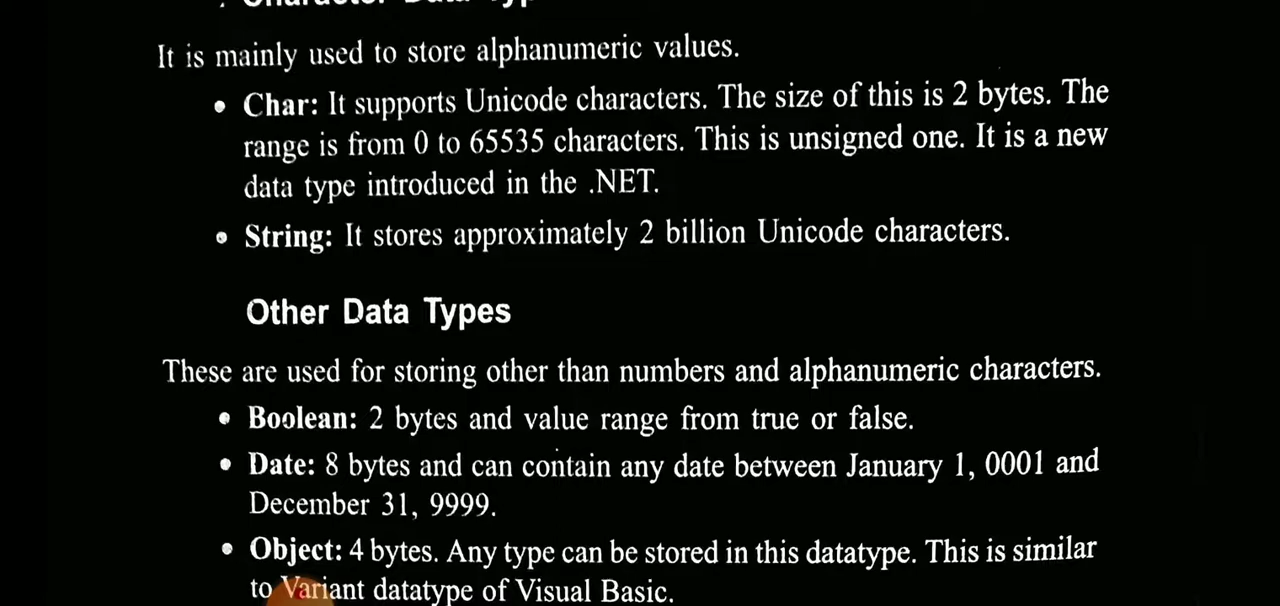 Character Data Typ
It is mainly used to store alphanumeric values.
• Char: It supports Unicode characters. The size of this is 2 bytes. The
range is from 0 to 65535 characters. This is unsigned one. It is a new
data type introduced in the .NET.
• String: It stores approximately 2 billion Unicode characters.
Other Data Types
These are used for storing other than numbers and alphanumeric characters.
• Boolean: 2 bytes and value range from true or false.
• Date: 8 bytes and can contain any date between January 1, 0001 and
December 31, 9999.
• Object: 4 bytes. Any type can be stored in this datatype. This is similar
to Variant datatype of Visual Basic.